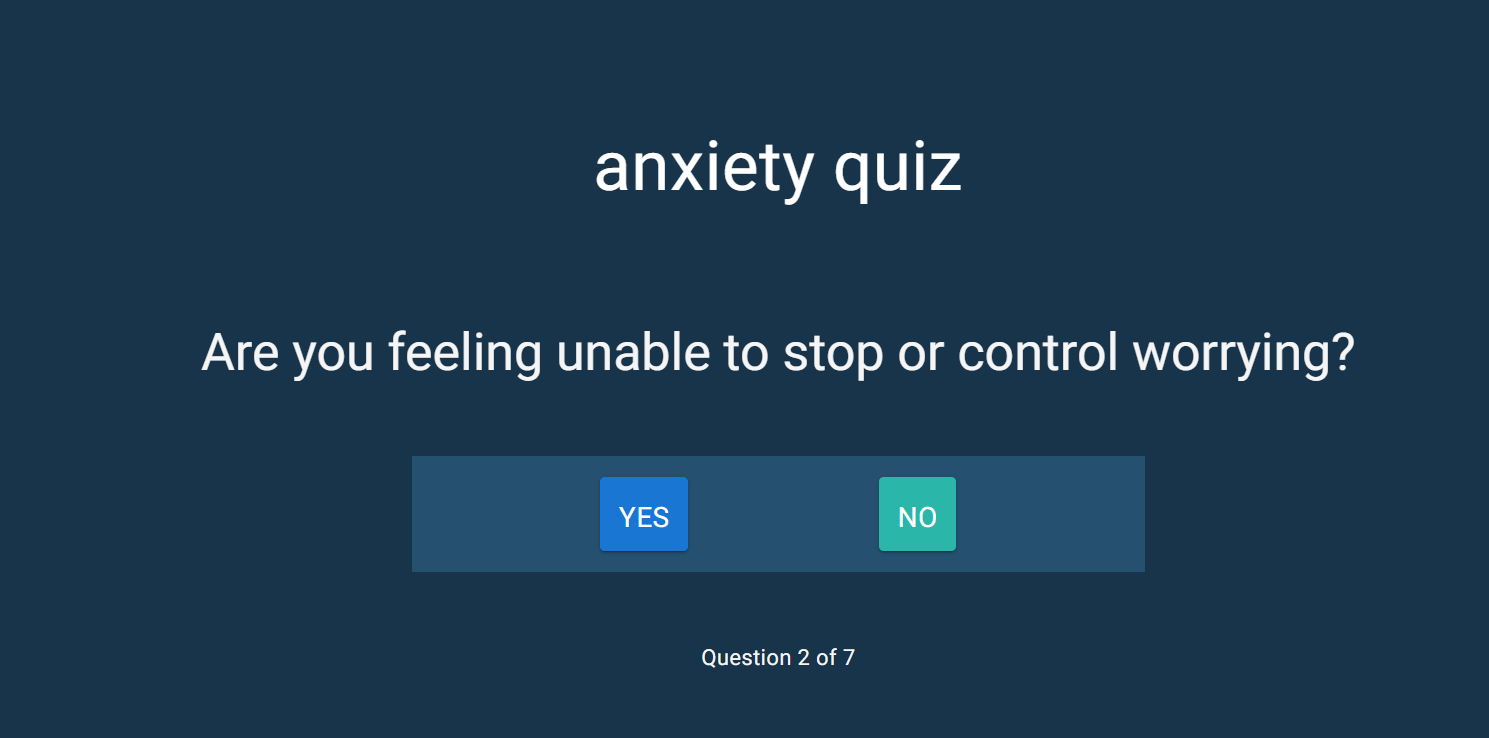 anxiety quiz
Are you feeling unable to stop or control worrying?
YES
NO
Question 2 of 7